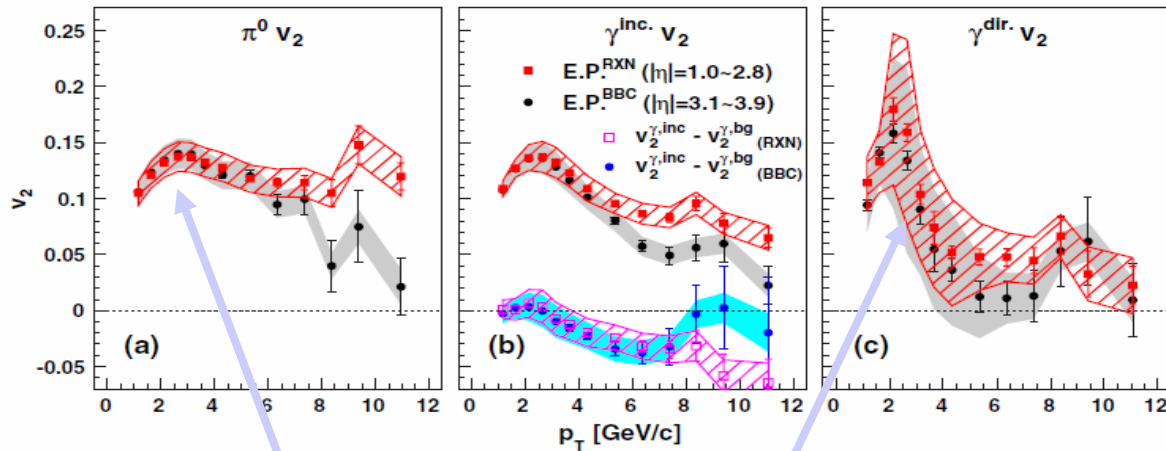 π⁰ v₂
γ^inc. v₂
γ^dir. v₂
0.25
0.2
0.15
0.1
0.05
0
-0.05
v₂
E.P.^RXN (|η|=1.0~2.8)
E.P.^BBC (|η|=3.1~3.9)
v₂^γ,inc - v₂^γ,bg (RXN)
v₂^γ,inc - v₂^γ,bg (BBC)
(a)
(b)
(c)
0 2 4 6 8 10 12
0 2 4 6 8 10 12
0 2 4 6 8 10 12
p_T [GeV/c]